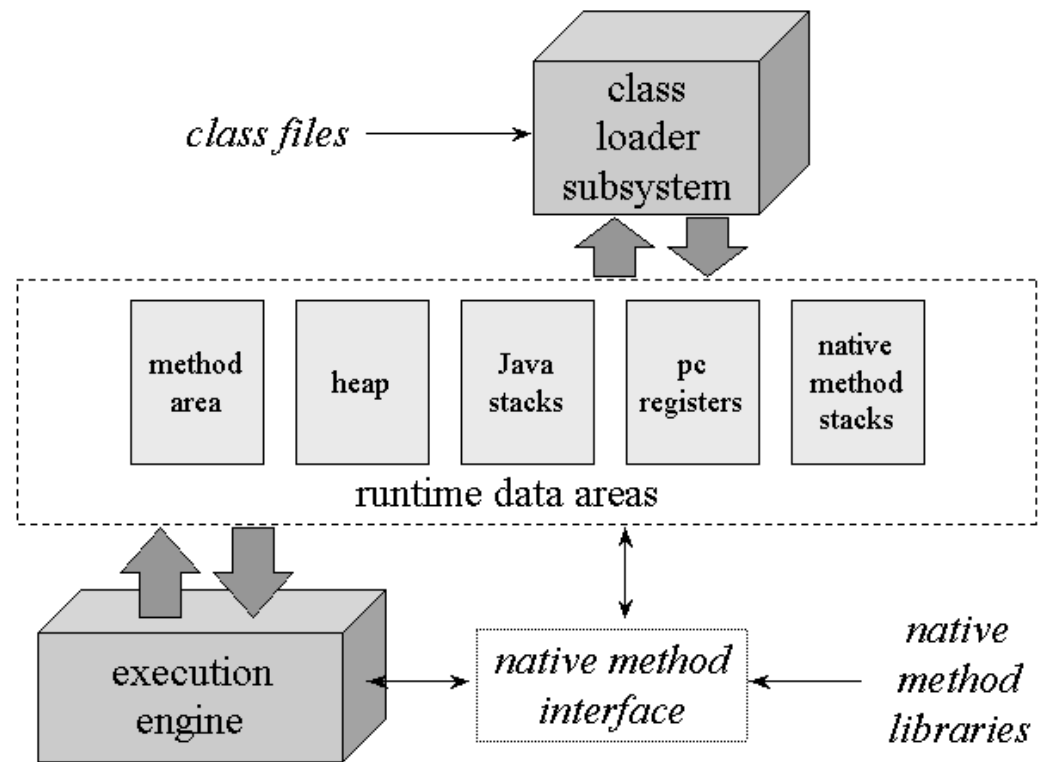 class
loader
subsystem
class files
method
area
heap
Java
stacks
pc
registers
native
method
stacks
runtime data areas
execution
engine
native method
interface
native
method
libraries